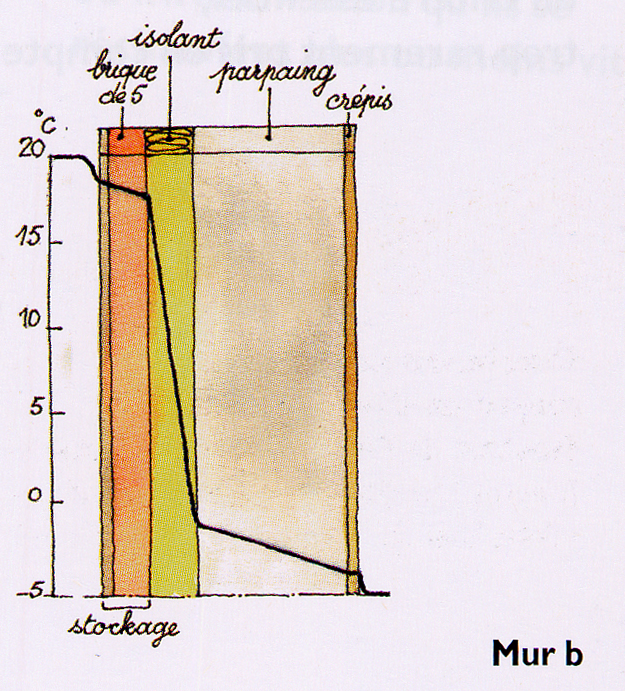 isolant
brique
de 5
parpaing
crépis
°C
20
15
10
5
0
-5
stockage
Mur b